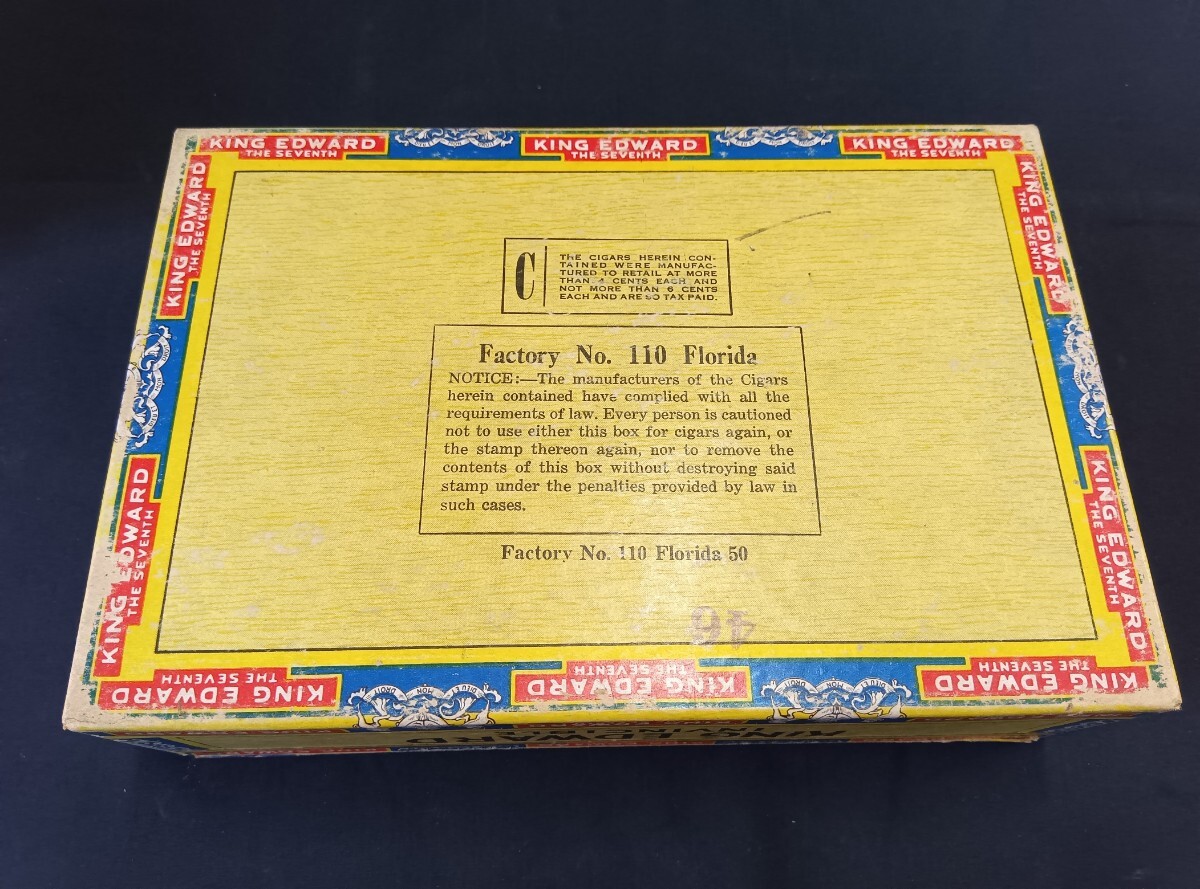 KING EDWARD
THE SEVENTH
KING EDWARD
THE SEVENTH
KING EDWARD
THE SEVENTH
KING EDWARD
THE SEVENTH
KING EDWARD
THE SEVENTH
C
THE CIGARS HEREIN CON-
TAINED WERE MANUFAC-
TURED TO RETAIL AT MORE
THAN 4 CENTS EACH AND
NOT MORE THAN 6 CENTS
EACH AND ARE SO TAX PAID.
Factory No. 110 Florida
NOTICE:—The manufacturers of the Cigars
herein contained have complied with all the
requirements of law. Every person is cautioned
not to use either this box for cigars again, or
the stamp thereon again, nor to remove the
contents of this box without destroying said
stamp under the penalties provided by law in
such cases.
Factory No. 110 Florida 50
46
KING EDWARD
THE SEVENTH
KING EDWARD
THE SEVENTH
KING EDWARD
THE SEVENTH
KING EDWARD
THE SEVENTH
KING EDWARD
THE SEVENTH
KING EDWARD